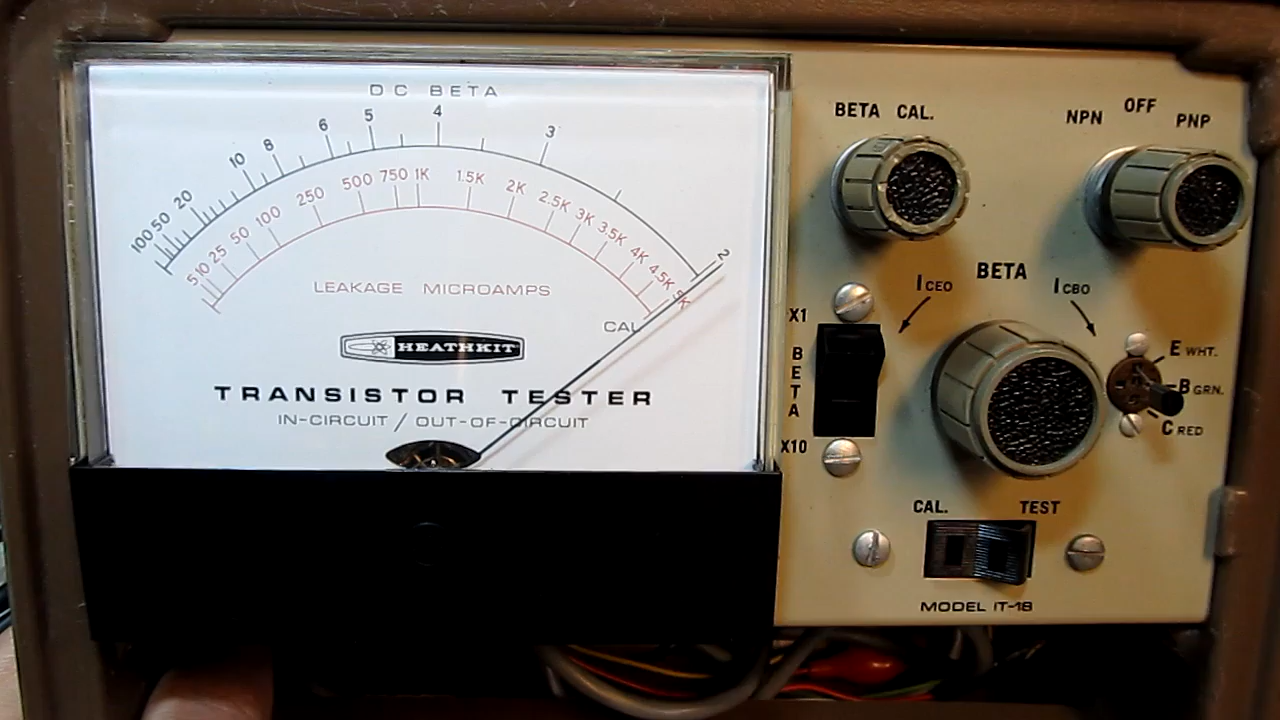 DC BETA
100 50 20 10 8 6 5 4 3 2
5 10 25 50 100 250 500 750 1K 1.5K 2K 2.5K 3K 3.5K 4K 4.5K 5K
LEAKAGE MICROAMPS
CAL
HEATHKIT
TRANSISTOR TESTER
IN-CIRCUIT / OUT-OF-CIRCUIT
BETA CAL.
NPN OFF PNP
ICEO BETA ICBO
X1
BETA
X10
E WHT.
B GRN.
C RED
CAL. TEST
MODEL IT-18